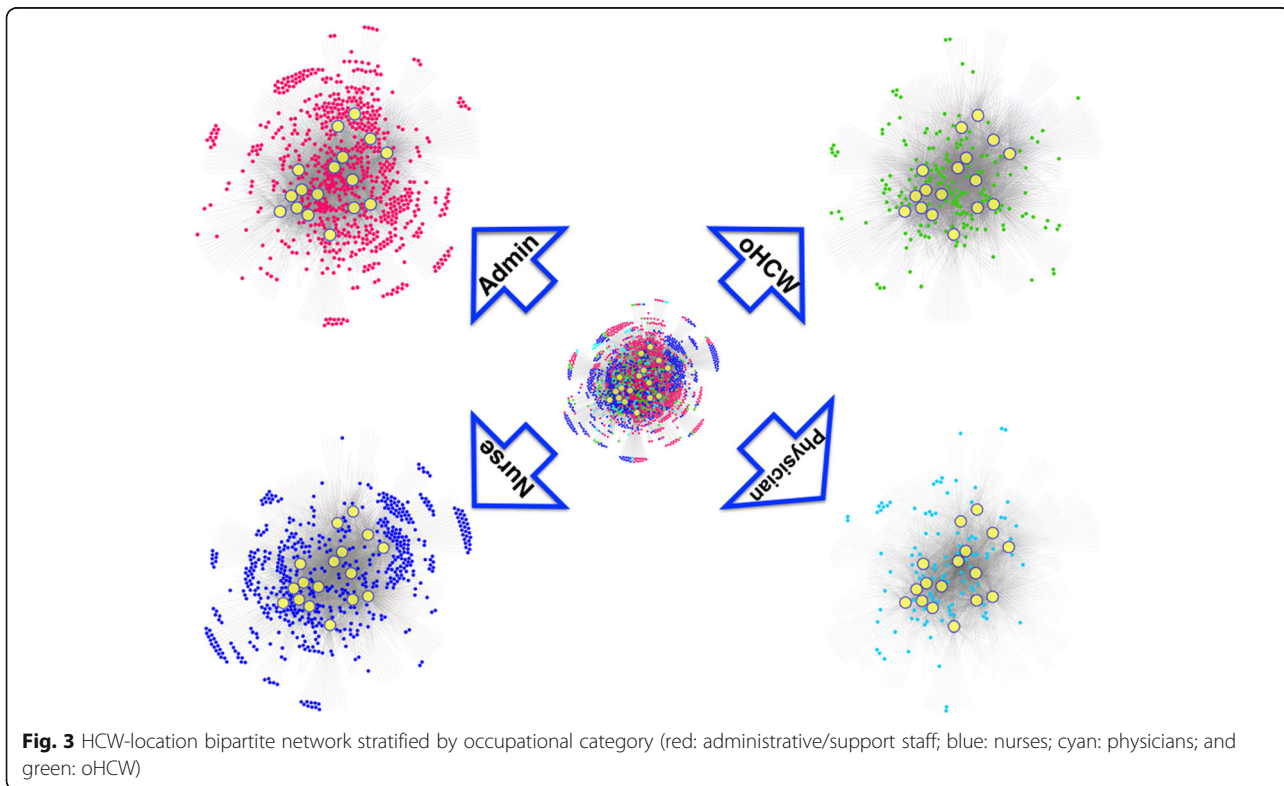 Admin
oHCW
Nurse
Physician
Fig. 3 HCW-location bipartite network stratified by occupational category (red: administrative/support staff; blue: nurses; cyan: physicians; and
green: oHCW)